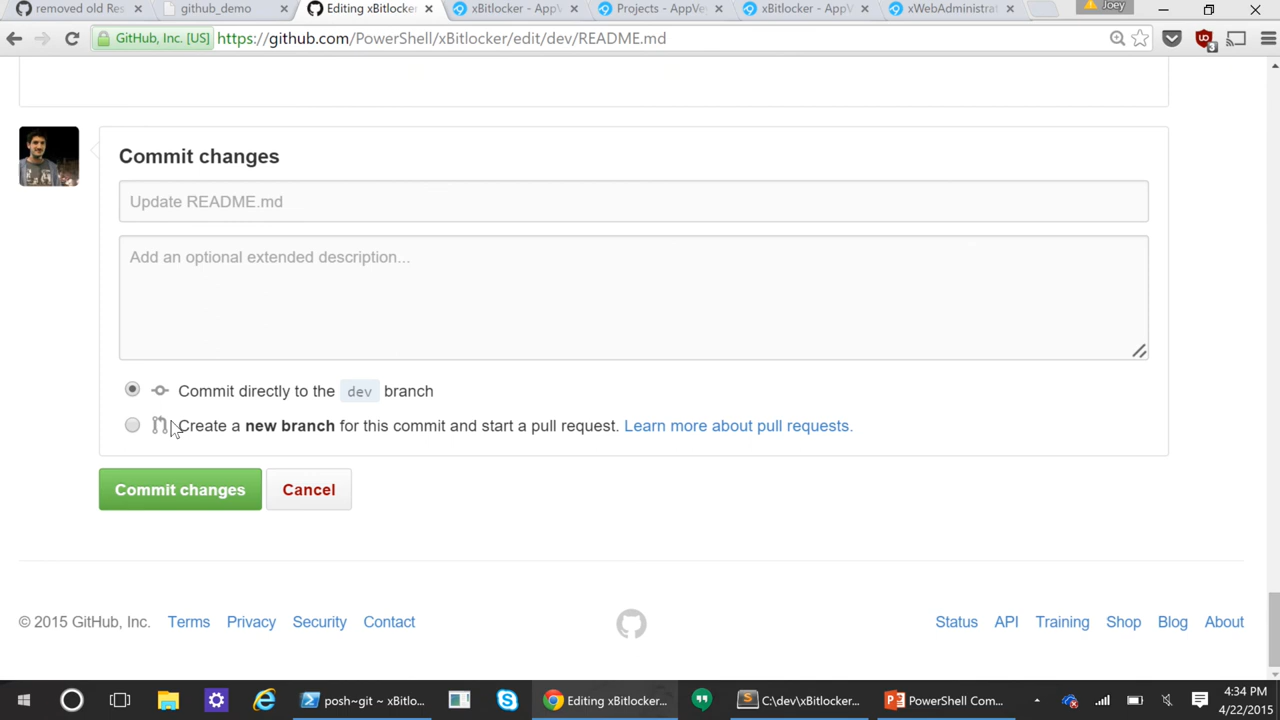 removed old Res
github_demo
Editing xBitlocker
xBitlocker - AppV
Projects - AppVe
xBitlocker - AppV
xWebAdministrat
Joey
GitHub, Inc. [US]
https://github.com/PowerShell/xBitlocker/edit/dev/README.md
3
Commit changes
Update README.md
Add an optional extended description...
Commit directly to the dev branch
Create a new branch for this commit and start a pull request. Learn more about pull requests.
Commit changes
Cancel
© 2015 GitHub, Inc. Terms Privacy Security Contact
Status API Training Shop Blog About
posh~git ~ xBitlo...
Editing xBitlocker...
C:\dev\xBitlocker...
PowerShell Com...
4:34 PM
4/22/2015